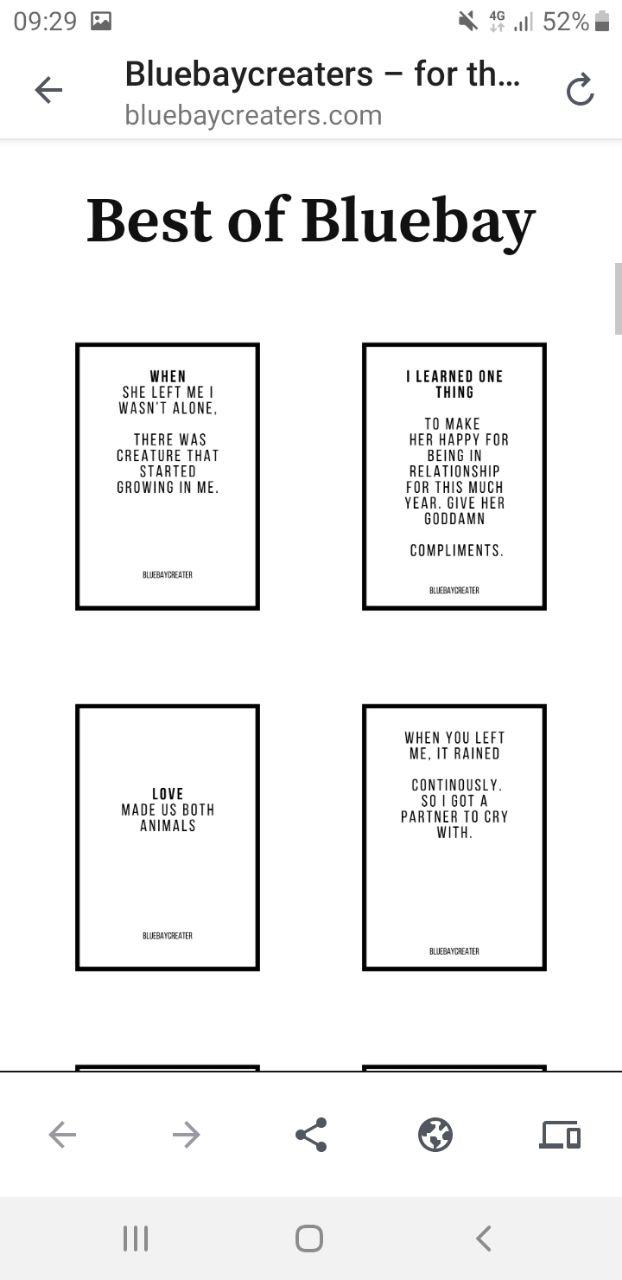 09:29
4G
52%
Bluebaycreaters – for th...
bluebaycreaters.com
Best of Bluebay
WHEN
SHE LEFT ME I
WASN'T ALONE,
THERE WAS
CREATURE THAT
STARTED
GROWING IN ME.
BLUEBAYCREATER
I LEARNED ONE
THING
TO MAKE
HER HAPPY FOR
BEING IN
RELATIONSHIP
FOR THIS MUCH
YEAR. GIVE HER
GODDAMN
COMPLIMENTS.
BLUEBAYCREATER
LOVE
MADE US BOTH
ANIMALS
BLUEBAYCREATER
WHEN YOU LEFT
ME, IT RAINED
CONTINOUSLY.
SO I GOT A
PARTNER TO CRY
WITH.
BLUEBAYCREATER